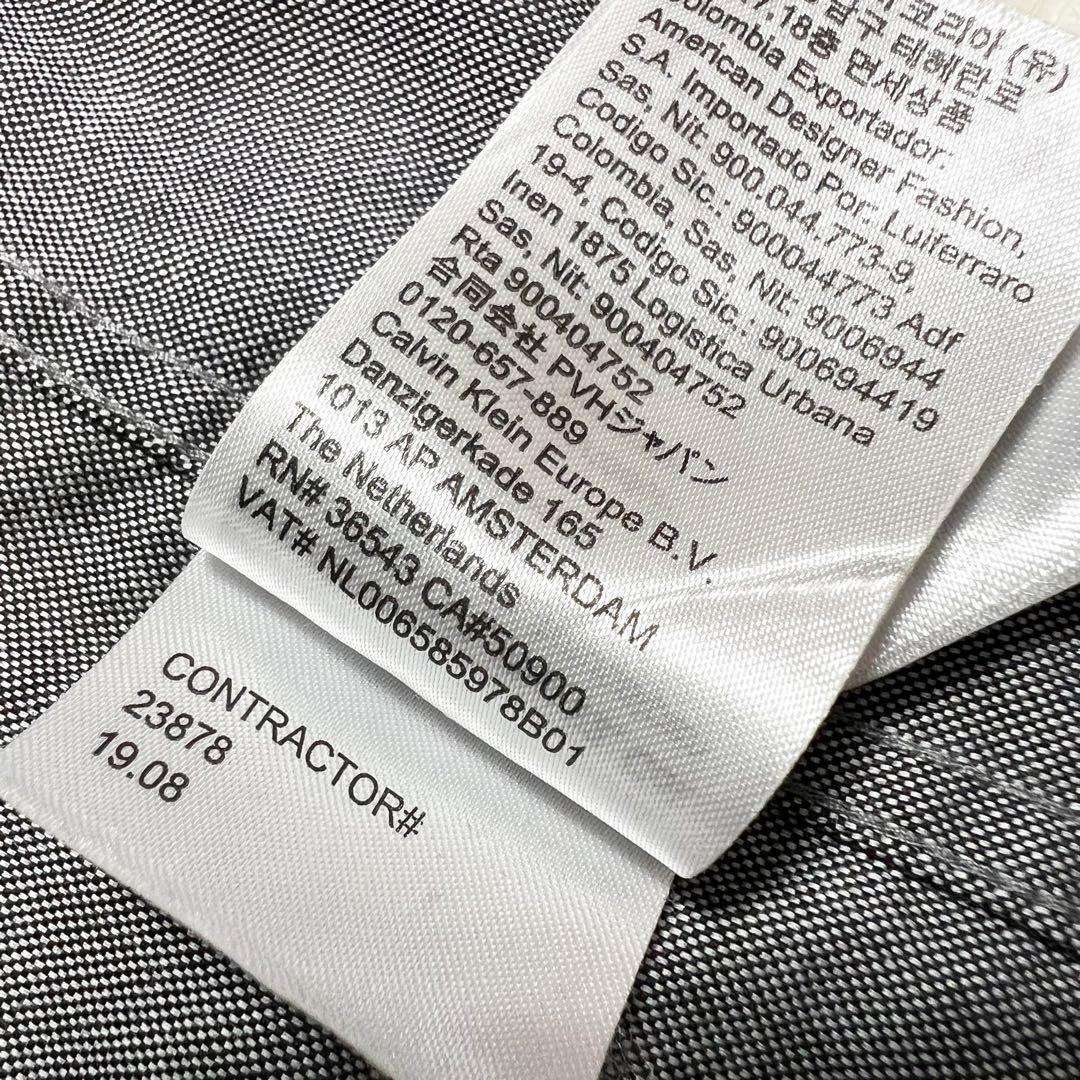 코리아 (유)
구 테헤란로
17,18층 면세상품
Colombia Exportador:
American Designer Fashion,
S.A. Importado Por: Luiferraro
Sas, Nit: 900.044.773-9,
Codigo Sic.: 900044773 Adf
Colombia, Sas, Nit: 9006944
19-4, Codigo Sic.: 900694419
Inen 1875 Logistica Urbana
Sas, Nit: 900404752
Rta 900404752
合同会社 PVHジャパン
0120-657-889
Calvin Klein Europe B.V.
Danzigerkade 165
1013 AP AMSTERDAM
The Netherlands
RN# 36543 CA#50900
VAT# NL006585978B01
CONTRACTOR#
23878
19.08